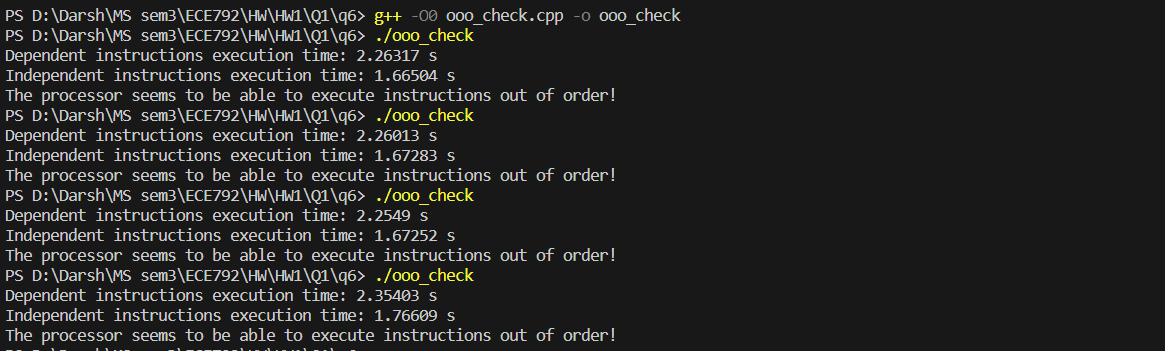 PS D:\Darsh\MS sem3\ECE792\HW\HW1\Q1\q6> g++ -O0 ooo_check.cpp -o ooo_check
PS D:\Darsh\MS sem3\ECE792\HW\HW1\Q1\q6> ./ooo_check
Dependent instructions execution time: 2.26317 s
Independent instructions execution time: 1.66504 s
The processor seems to be able to execute instructions out of order!
PS D:\Darsh\MS sem3\ECE792\HW\HW1\Q1\q6> ./ooo_check
Dependent instructions execution time: 2.26013 s
Independent instructions execution time: 1.67283 s
The processor seems to be able to execute instructions out of order!
PS D:\Darsh\MS sem3\ECE792\HW\HW1\Q1\q6> ./ooo_check
Dependent instructions execution time: 2.2549 s
Independent instructions execution time: 1.67252 s
The processor seems to be able to execute instructions out of order!
PS D:\Darsh\MS sem3\ECE792\HW\HW1\Q1\q6> ./ooo_check
Dependent instructions execution time: 2.35403 s
Independent instructions execution time: 1.76609 s
The processor seems to be able to execute instructions out of order!